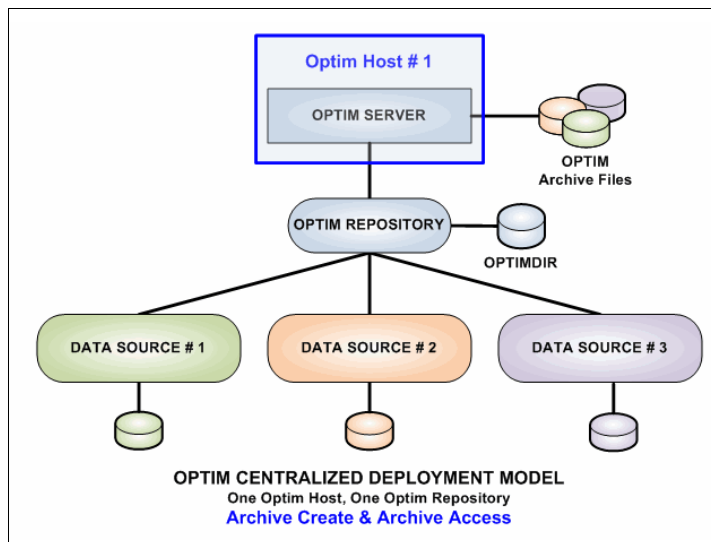 Optim Host # 1
OPTIM SERVER
OPTIM
Archive Files
OPTIM REPOSITORY
OPTIMDIR
DATA SOURCE # 1
DATA SOURCE # 2
DATA SOURCE # 3
OPTIM CENTRALIZED DEPLOYMENT MODEL
One Optim Host, One Optim Repository
Archive Create & Archive Access